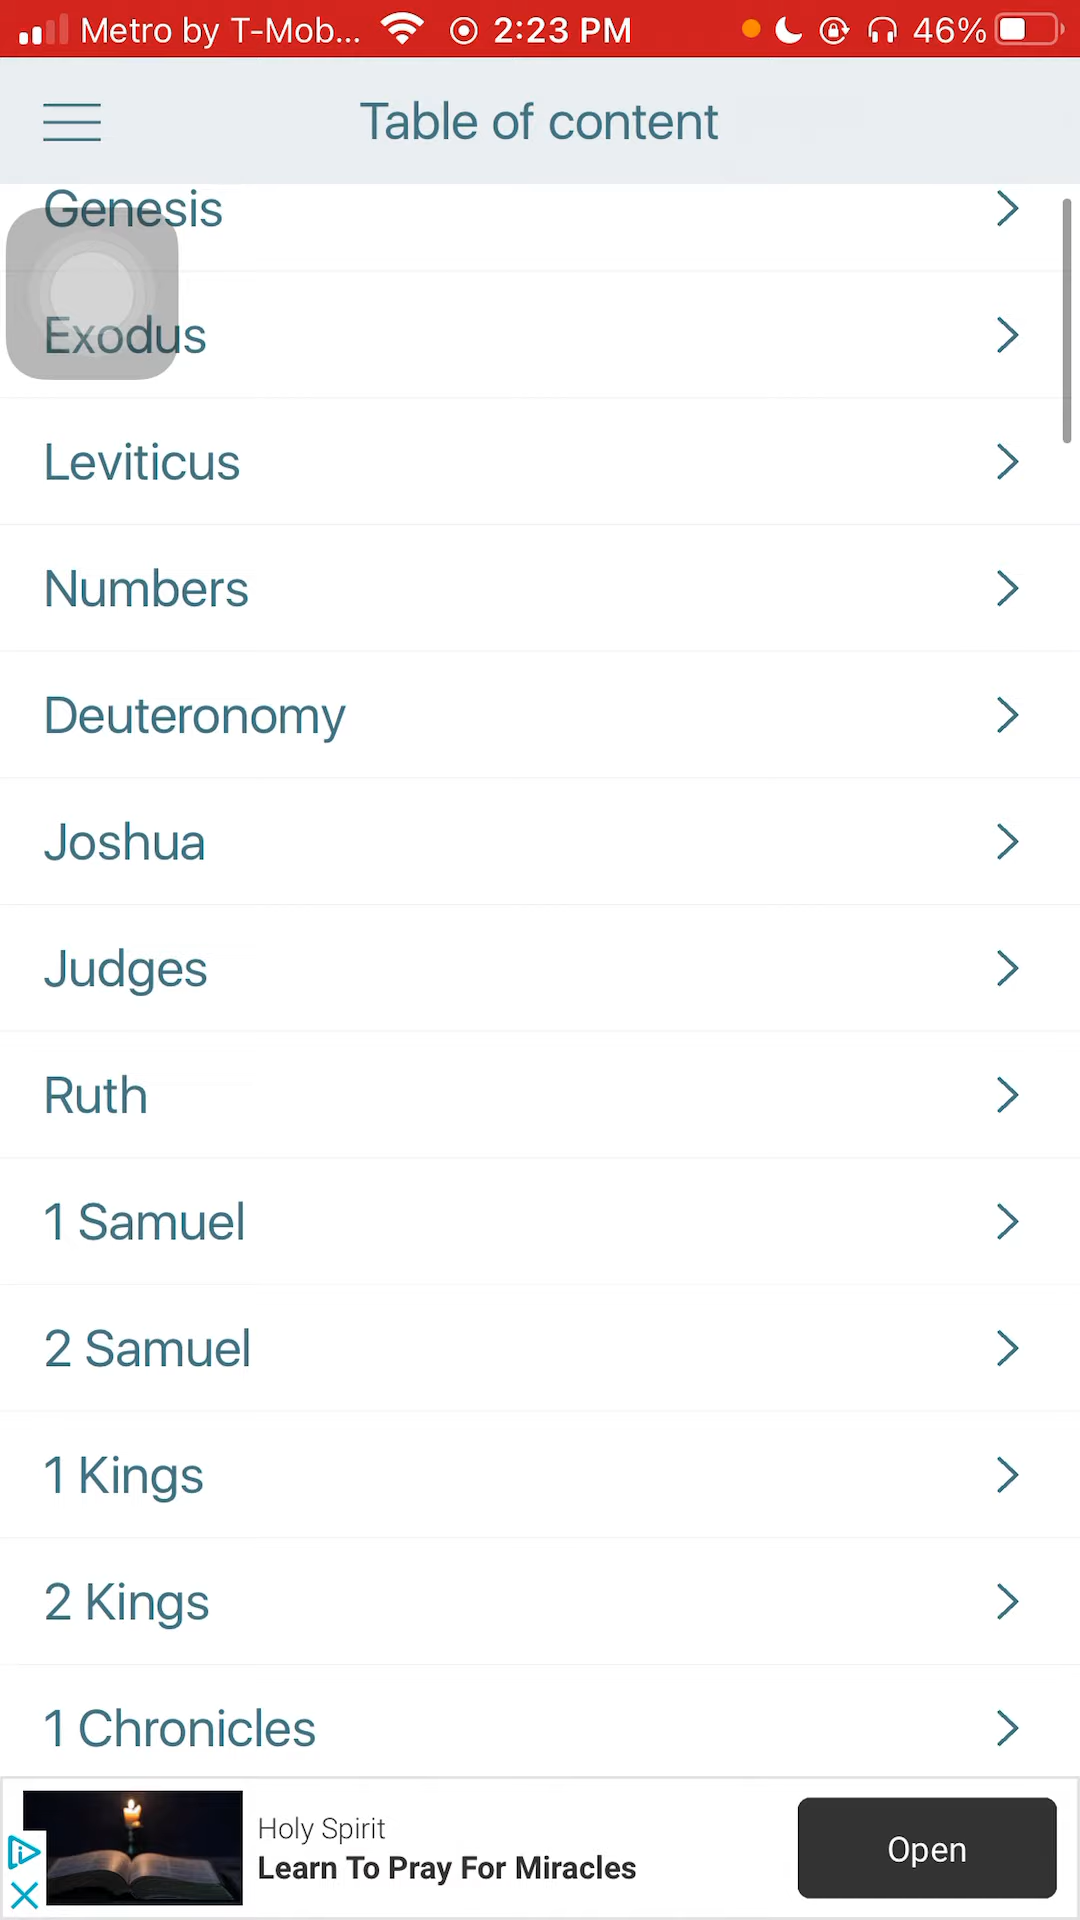 Metro by T-Mob... 2:23 PM 46%
Table of content
Genesis
Exodus
Leviticus
Numbers
Deuteronomy
Joshua
Judges
Ruth
1 Samuel
2 Samuel
1 Kings
2 Kings
1 Chronicles
Holy Spirit
Learn To Pray For Miracles
Open